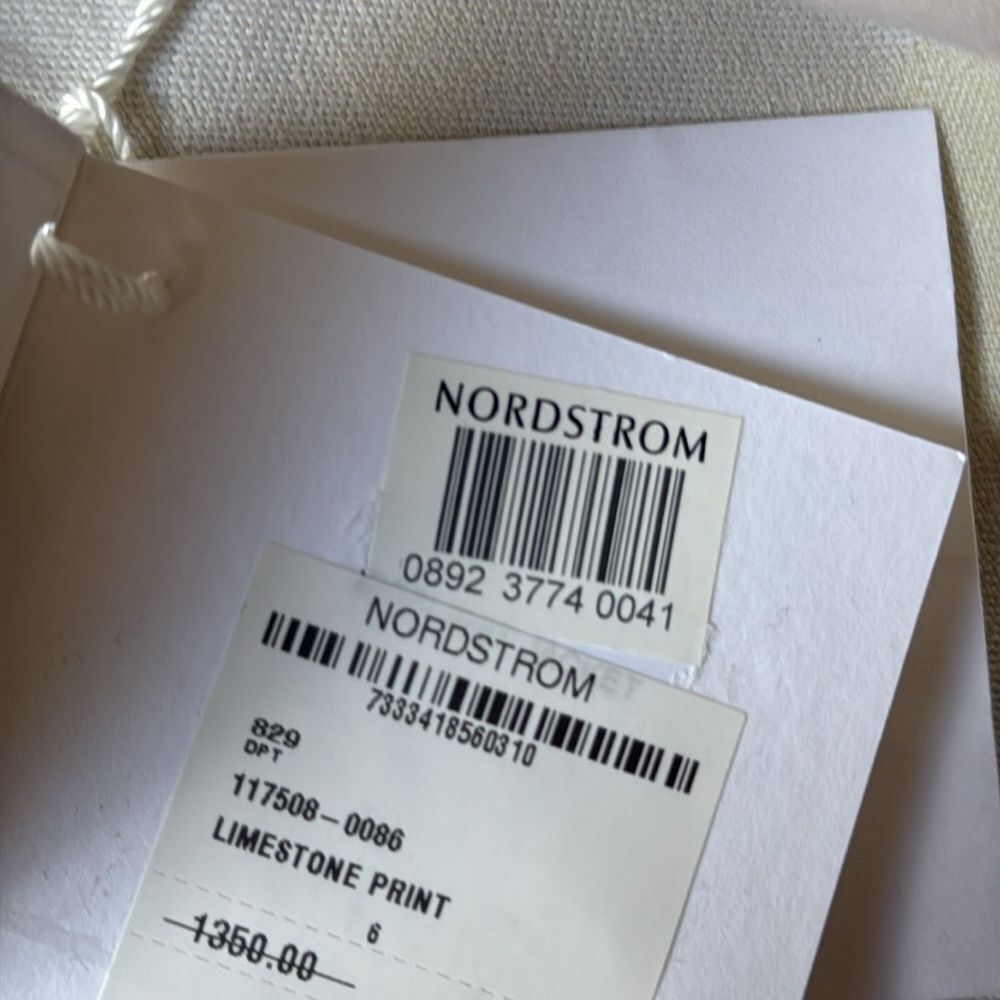 NORDSTROM
0892 3774 0041
NORDSTROM
7333418560310
829
DPT
117508-0086
LIMESTONE PRINT
6
1350.00